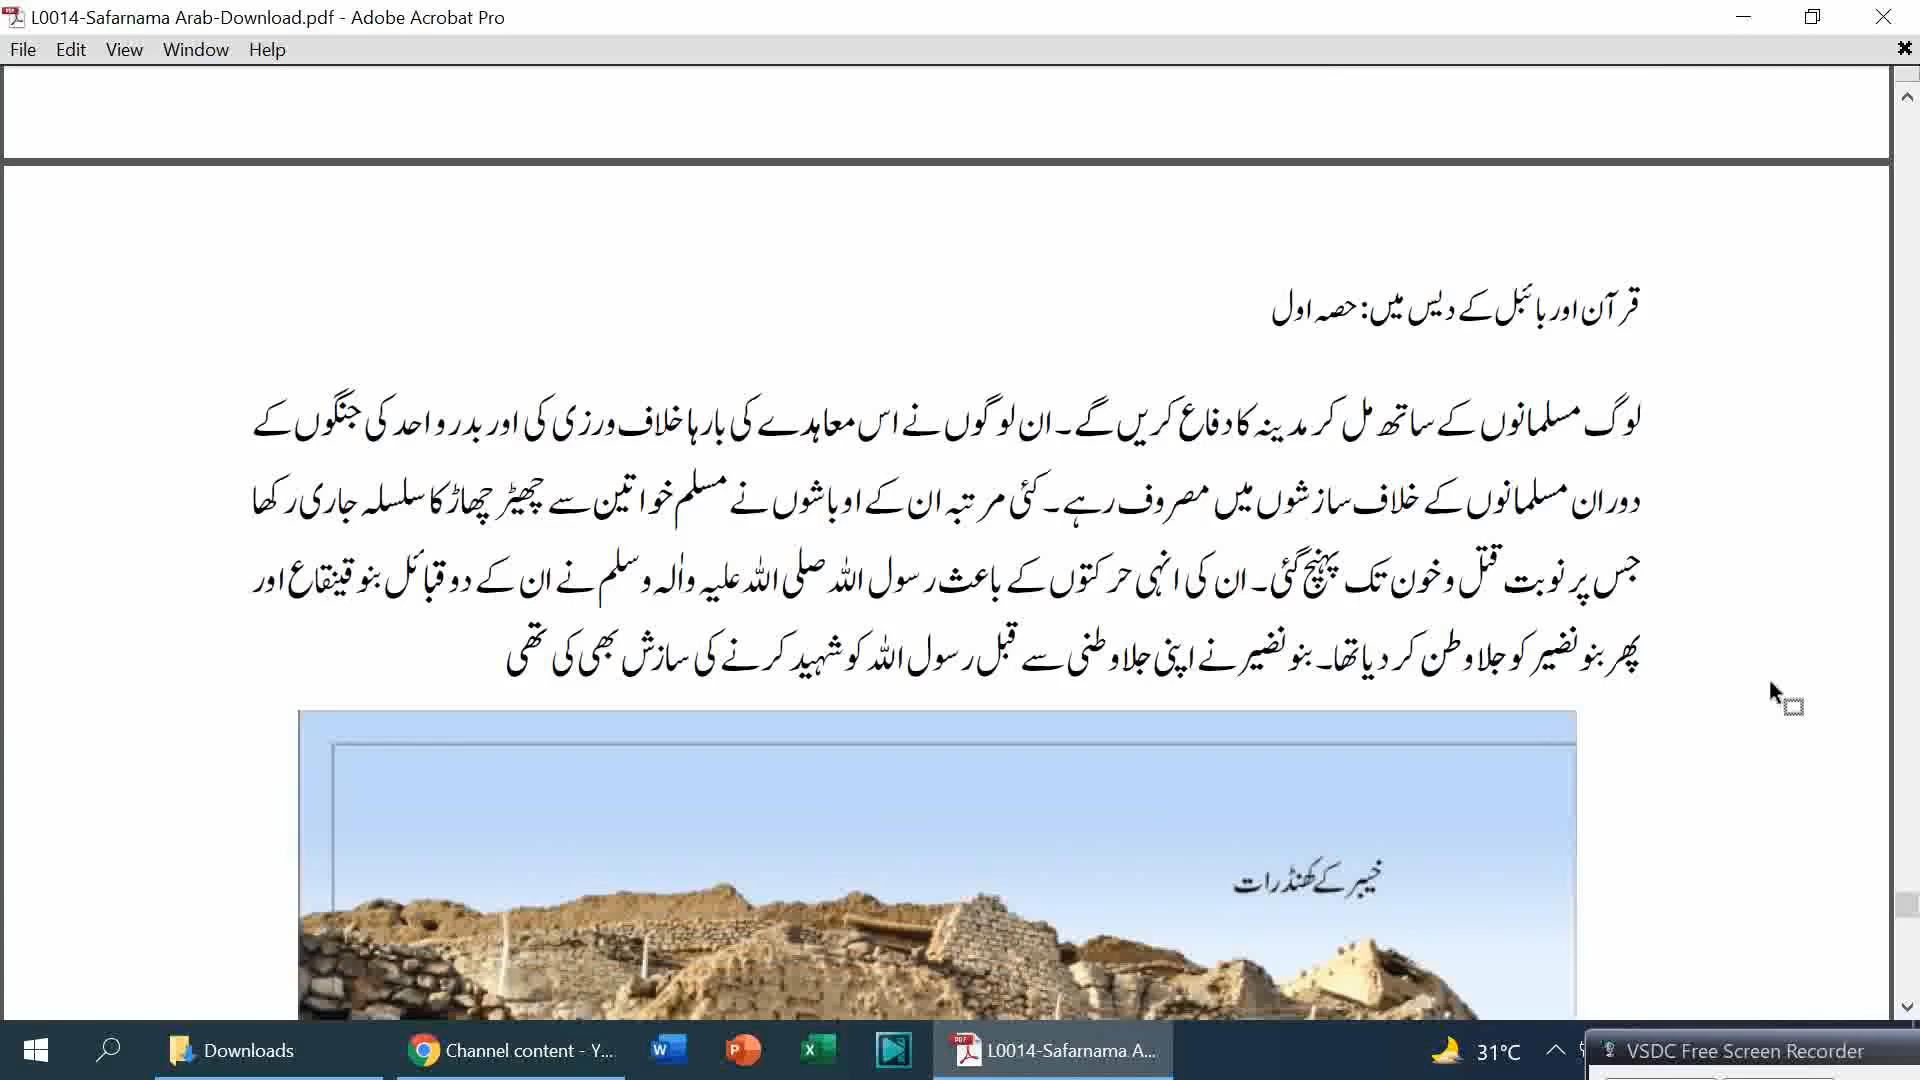 L0014-Safarnama Arab-Download.pdf - Adobe Acrobat Pro
File Edit View Window Help
قرآن اور بائبل کے دیس میں: حصہ اول
لوگ مسلمانوں کے ساتھ مل کر مدینہ کا دفاع کریں گے۔ ان لوگوں نے اس معاہدے کی بارہا خلاف ورزی کی اور بدر و احد کی جنگوں کے
دوران مسلمانوں کے خلاف سازشوں میں مصروف رہے۔ کئی مرتبہ ان کے اوباشوں نے مسلم خواتین سے چھیڑ چھاڑ کا سلسلہ جاری رکھا
جس پر نوبت قتل و خون تک پہنچ گئی۔ ان کی انہی حرکتوں کے باعث رسول اللہ صلی اللہ علیہ واٰلہ وسلم نے ان کے دو قبائل بنو قینقاع اور
پھر بنو نضیر کو جلا وطن کر دیا تھا۔ بنو نضیر نے اپنی جلاوطنی سے قبل رسول اللہ کو شہید کرنے کی سازش بھی کی تھی
خیبر کے کھنڈرات
Downloads
Channel content - Y...
L0014-Safarnama A...
31°C
VSDC Free Screen Recorder